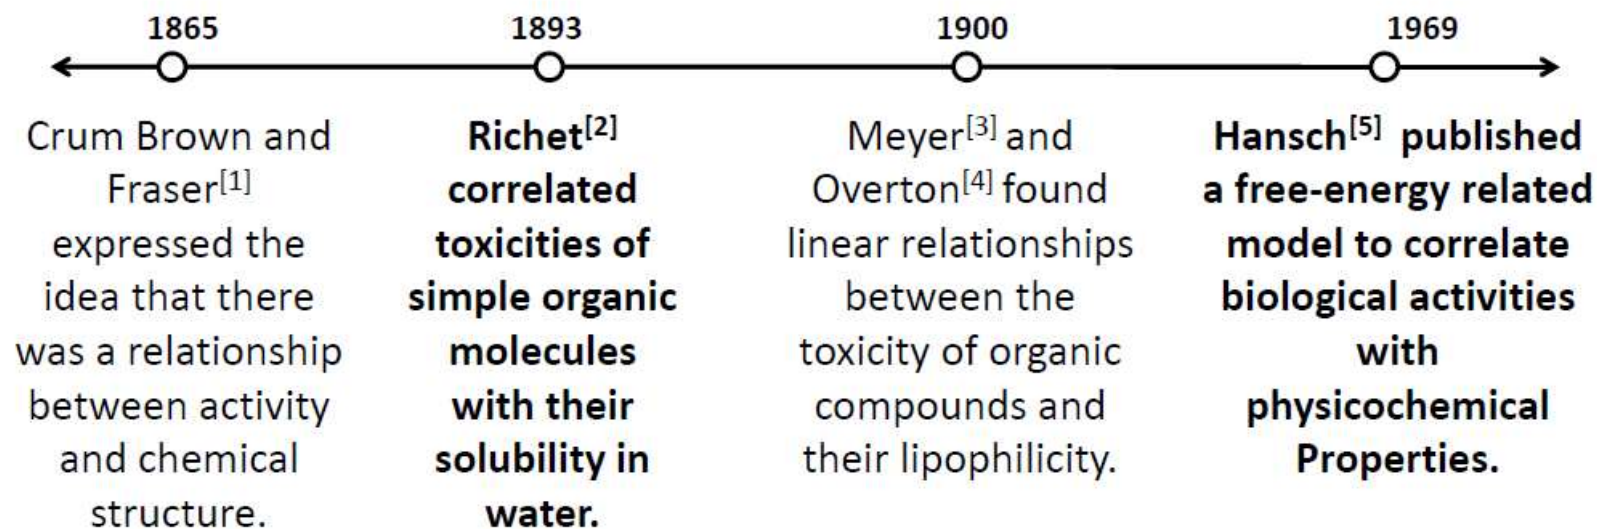 1865
Crum Brown and
Fraser[1]
expressed the
idea that there
was a relationship
between activity
and chemical
structure.
1893
Richet[2]
correlated
toxicities of
simple organic
molecules
with their
solubility in
water.
1900
Meyer[3] and
Overton[4] found
linear relationships
between the
toxicity of organic
compounds and
their lipophilicity.
1969
Hansch[5] published
a free-energy related
model to correlate
biological activities
with
physicochemical
Properties.